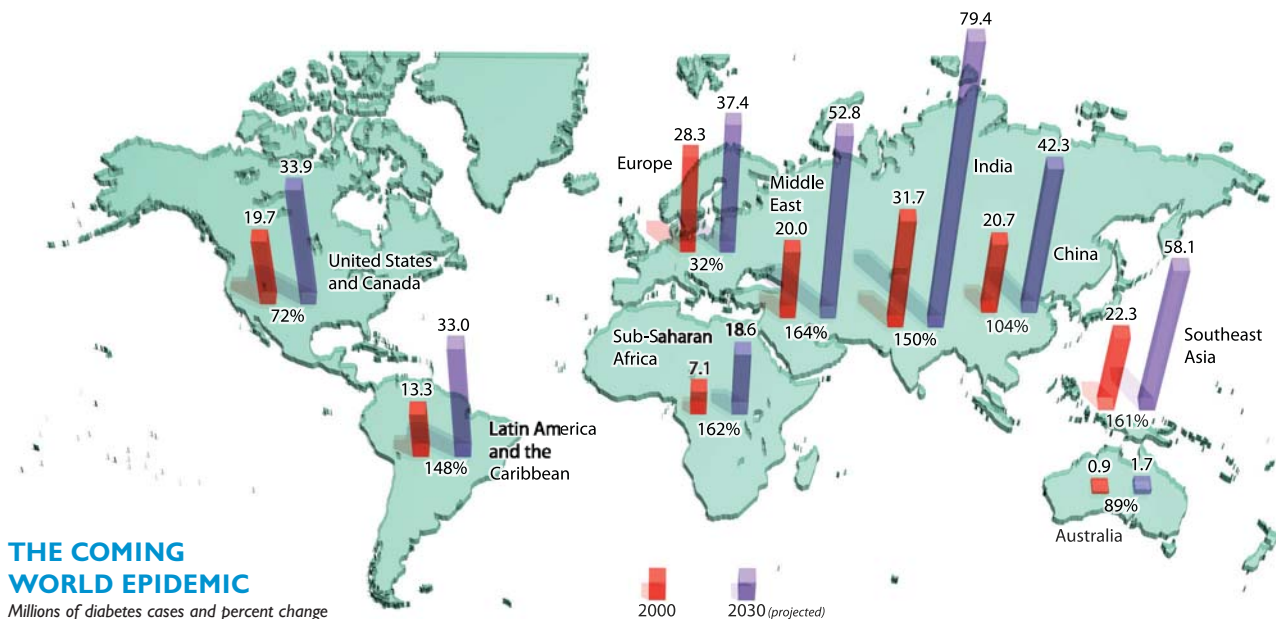 79.4
37.4
52.8
28.3
Europe
33.9
Middle
East
India
42.3
19.7
20.0
31.7
20.7
United States
and Canada
32%
China
58.1
72%
164%
150%
104%
22.3
33.0
Sub-Saharan
Africa
18.6
Southeast
Asia
7.1
13.3
162%
161%
Latin America
and the
Caribbean
148%
0.9
1.7
89%
Australia
THE COMING
WORLD EPIDEMIC
Millions of diabetes cases and percent change
2000
2030 (projected)